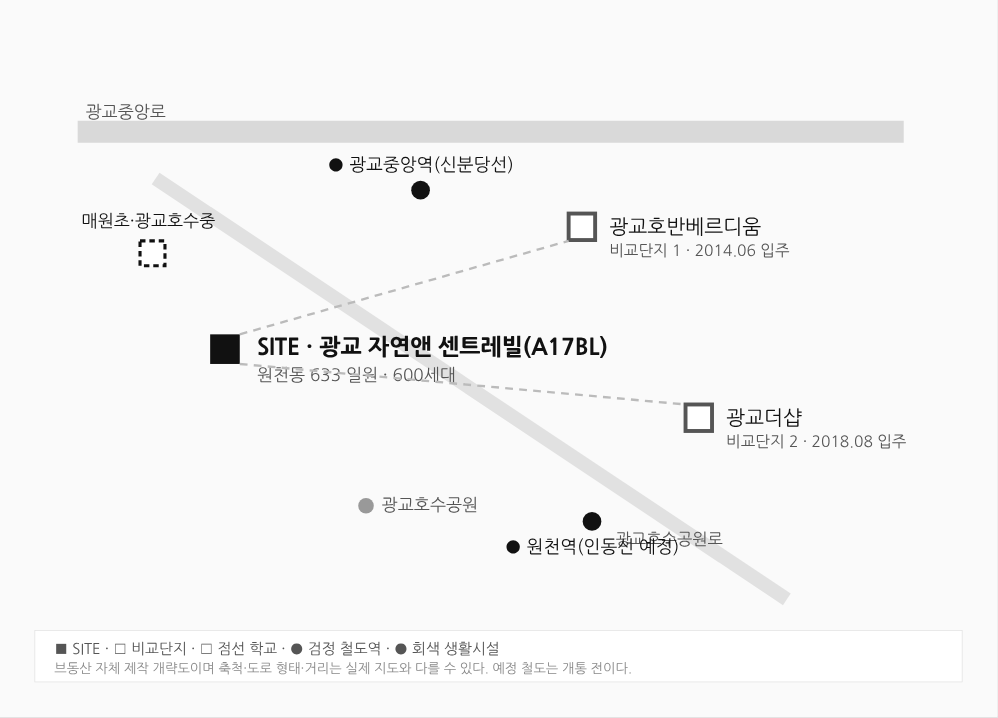 광교중앙로
● 광교중앙역(신분당선)
매원초·광교호수중
광교호반베르디움
비교단지 1 · 2014.06 입주
SITE · 광교 자연앤 센트레빌(A17BL)
원천동 633 일원 · 600세대
광교더샵
비교단지 2 · 2018.08 입주
광교호수공원
광교호수공원로
● 원천역(인동선 예정)
■ SITE · □ 비교단지 · □ 점선 학교 · ● 검정 철도역 · ● 회색 생활시설
브동산 자체 제작 개략도이며 축척·도로 형태·거리는 실제 지도와 다를 수 있다. 예정 철도는 개통 전이다.